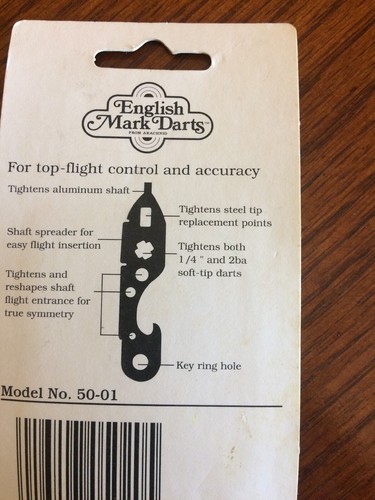 English
Mark Darts™
FROM ARACHNID
For top-flight control and accuracy
Tightens aluminum shaft
Tightens steel tip
replacement points
Shaft spreader for
easy flight insertion
Tightens both
1/4 " and 2ba
soft-tip darts
Tightens and
reshapes shaft
flight entrance for
true symmetry
Key ring hole
Model No. 50-01